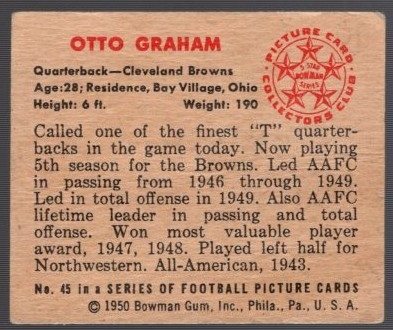 OTTO GRAHAM
Quarterback—Cleveland Browns
Age:28; Residence, Bay Village, Ohio
Height: 6 ft. Weight: 190
PICTURE CARD
5-STAR
BOWMAN
SERIES
COLLECTORS CLUB
Called one of the finest "T" quarter-
backs in the game today. Now playing
5th season for the Browns. Led AAFC
in passing from 1946 through 1949.
Led in total offense in 1949. Also AAFC
lifetime leader in passing and total
offense. Won most valuable player
award, 1947, 1948. Played left half for
Northwestern. All-American, 1943.
No. 45 in a SERIES OF FOOTBALL PICTURE CARDS
©1950 Bowman Gum, Inc., Phila., Pa., U. S. A.